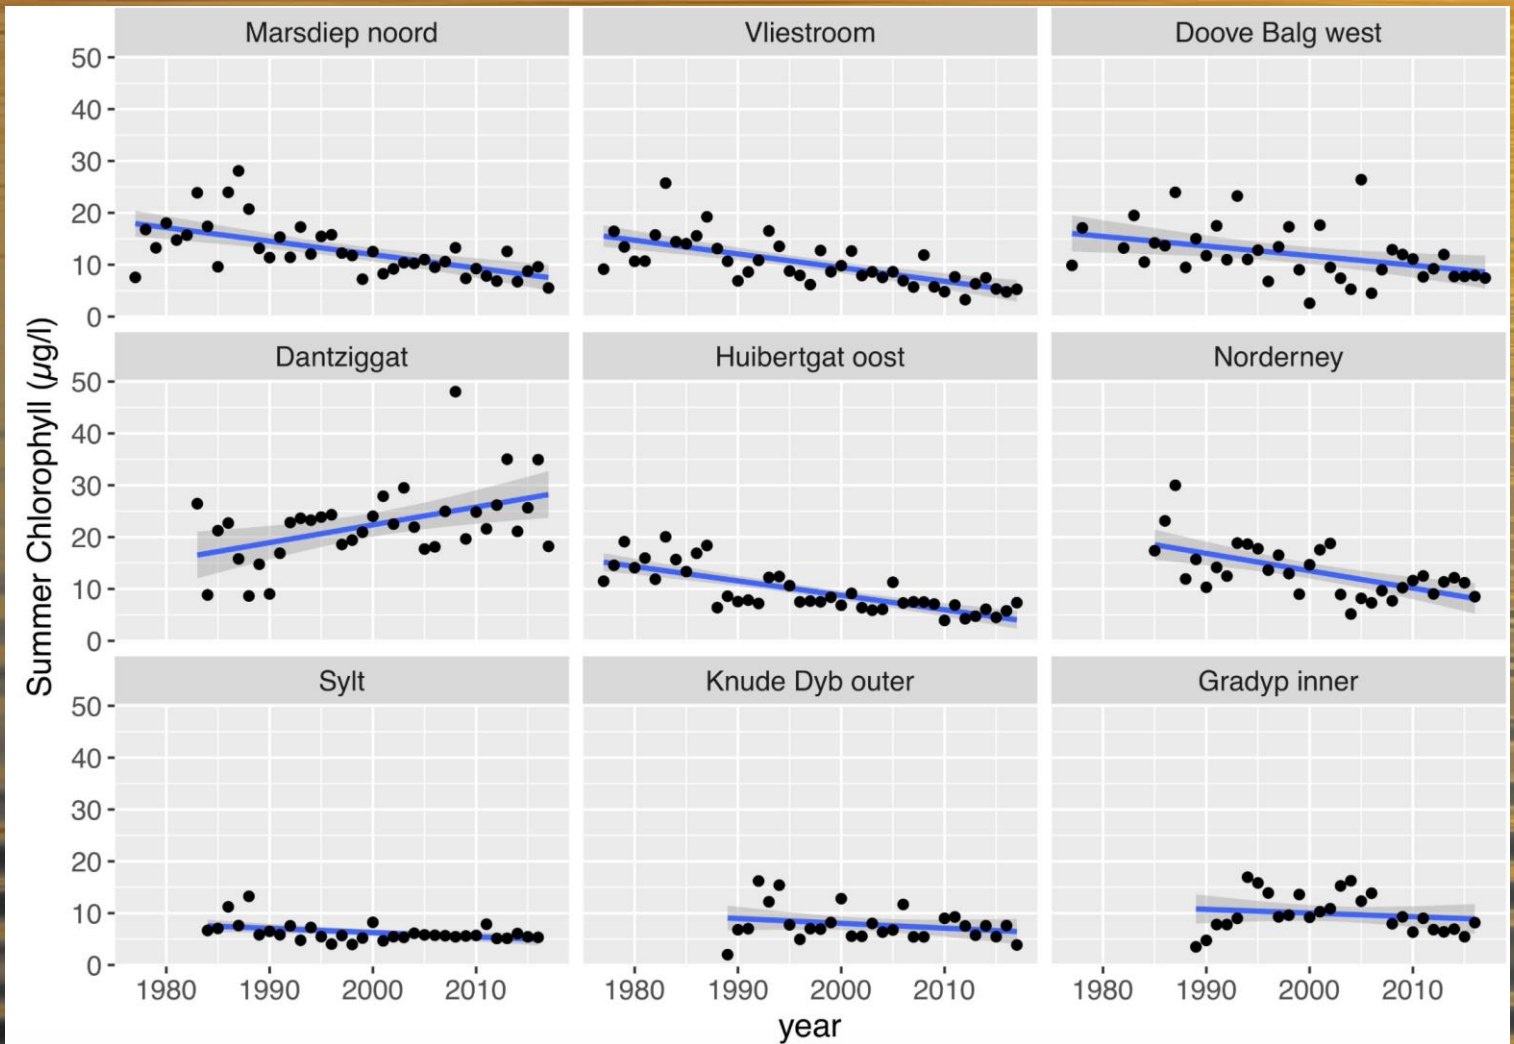 Marsdiep noord
Vliestroom
Doove Balg west
50
40
30
20
10
0
Dantziggat
Huibertgat oost
Norderney
50
40
30
20
10
0
Summer Chlorophyll (µg/l)
Sylt
Knude Dyb outer
Gradyp inner
50
40
30
20
10
0
1980 1990 2000 2010
1980 1990 2000 2010
1980 1990 2000 2010
year